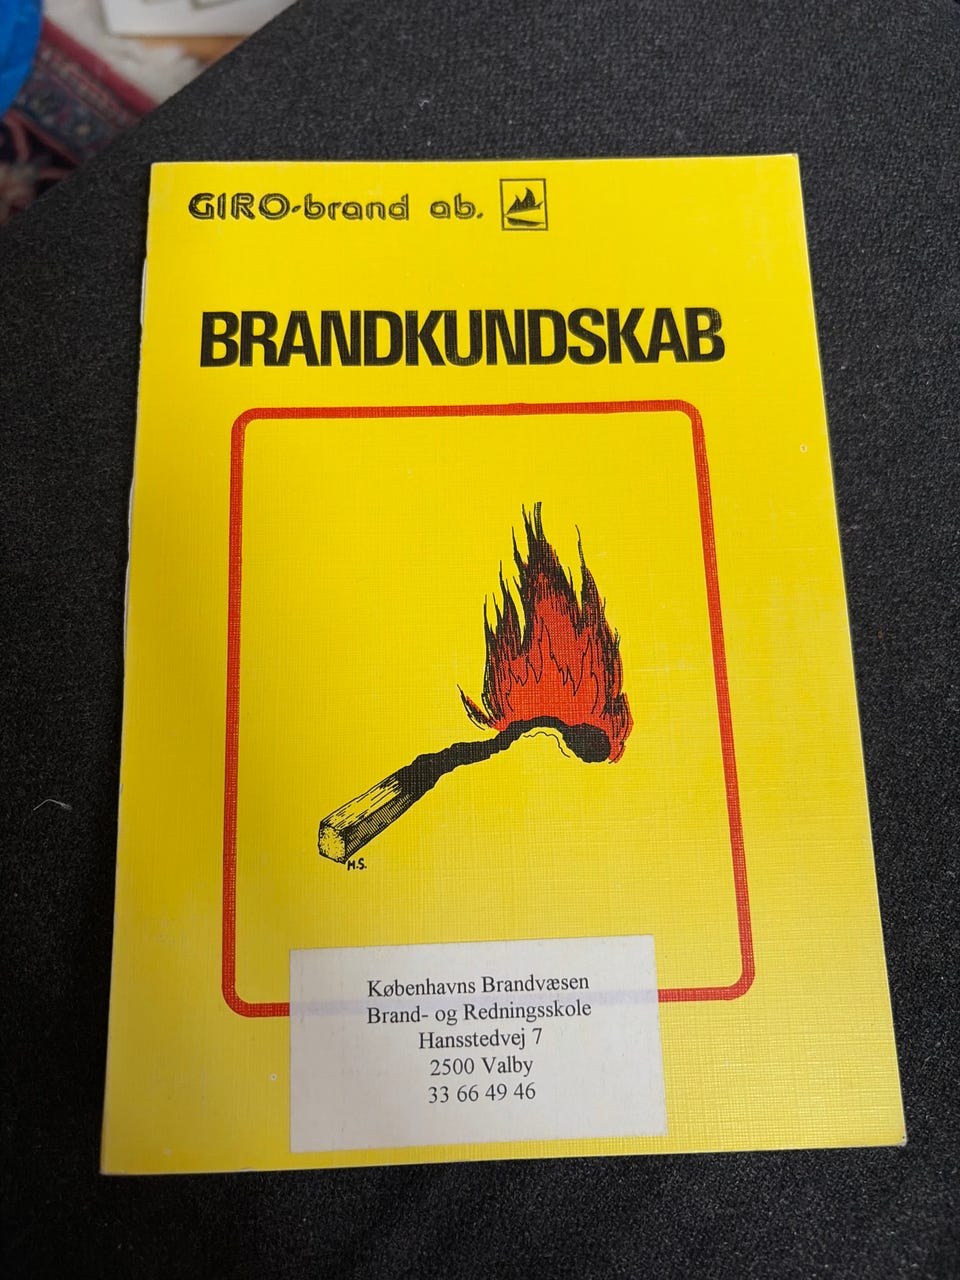 GIRO-brand ab.
BRANDKUNDSKAB
M.S.
Københavns Brandvæsen
Brand- og Redningsskole
Hansstedvej 7
2500 Valby
33 66 49 46